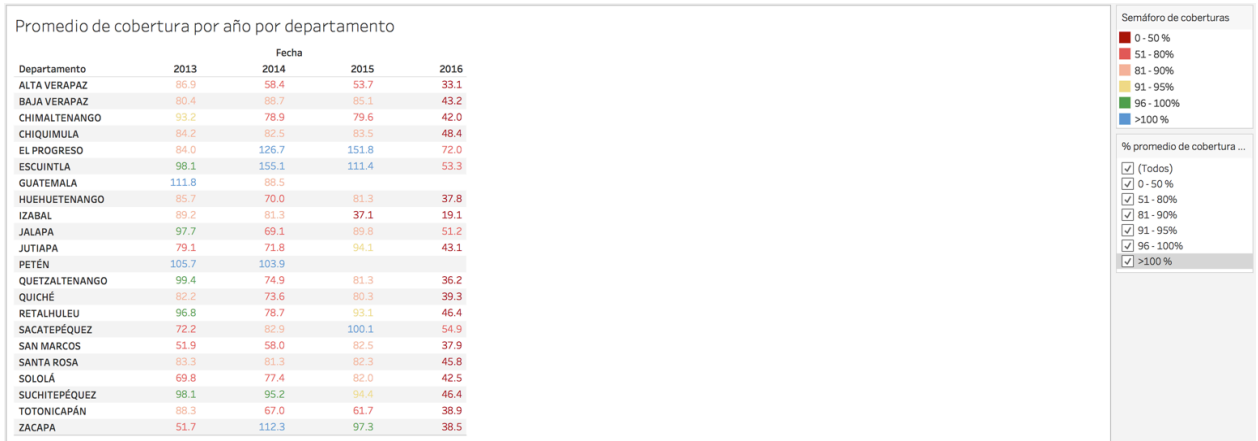 Promedio de cobertura por año por departamento
Fecha
Departamento 2013 2014 2015 2016
ALTA VERAPAZ 86.9 58.4 53.7 33.1
BAJA VERAPAZ 80.4 88.7 85.1 43.2
CHIMALTENANGO 93.2 78.9 79.6 42.0
CHIQUIMULA 84.2 82.5 83.5 48.4
EL PROGRESO 84.0 126.7 151.8 72.0
ESCUINTLA 98.1 155.1 111.4 53.3
GUATEMALA 111.8 88.5
HUEHUETENANGO 85.7 70.0 81.3 37.8
IZABAL 89.2 81.3 37.1 19.1
JALAPA 97.7 69.1 89.8 51.2
JUTIAPA 79.1 71.8 94.1 43.1
PETÉN 105.7 103.9
QUETZALTENANGO 99.4 74.9 81.3 36.2
QUICHÉ 82.2 73.6 80.3 39.3
RETALHULEU 96.8 78.7 93.1 46.4
SACATEPÉQUEZ 72.2 82.9 100.1 54.9
SAN MARCOS 51.9 58.0 82.5 37.9
SANTA ROSA 83.3 81.3 82.3 45.8
SOLOLÁ 69.8 77.4 82.0 42.5
SUCHITEPÉQUEZ 98.1 95.2 94.4 46.4
TOTONICAPÁN 88.3 67.0 61.7 38.9
ZACAPA 51.7 112.3 97.3 38.5
Semáforo de coberturas
0 - 50 %
51 - 80%
81 - 90%
91 - 95%
96 - 100%
>100 %
% promedio de cobertura ...
(Todos)
0 - 50 %
51 - 80%
81 - 90%
91 - 95%
96 - 100%
>100 %